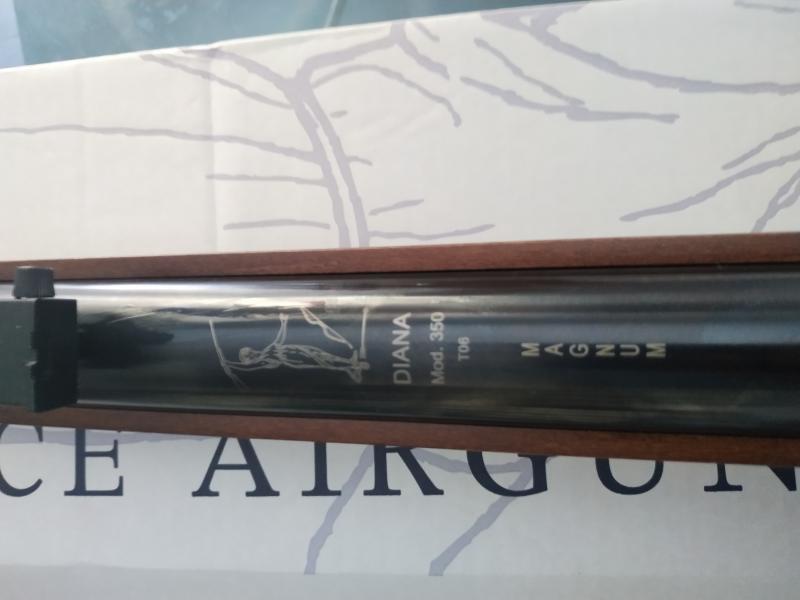 DIANA
Mod. 350
T06
MAGNUM
CE AIRGUN